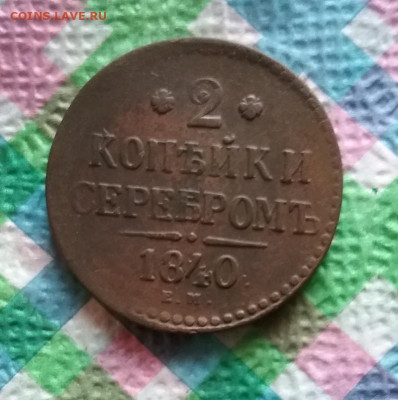 COINS.LAVE.RU
2
КОПѢЙКИ
СЕРЕБРОМЪ
1840.
Е.М.